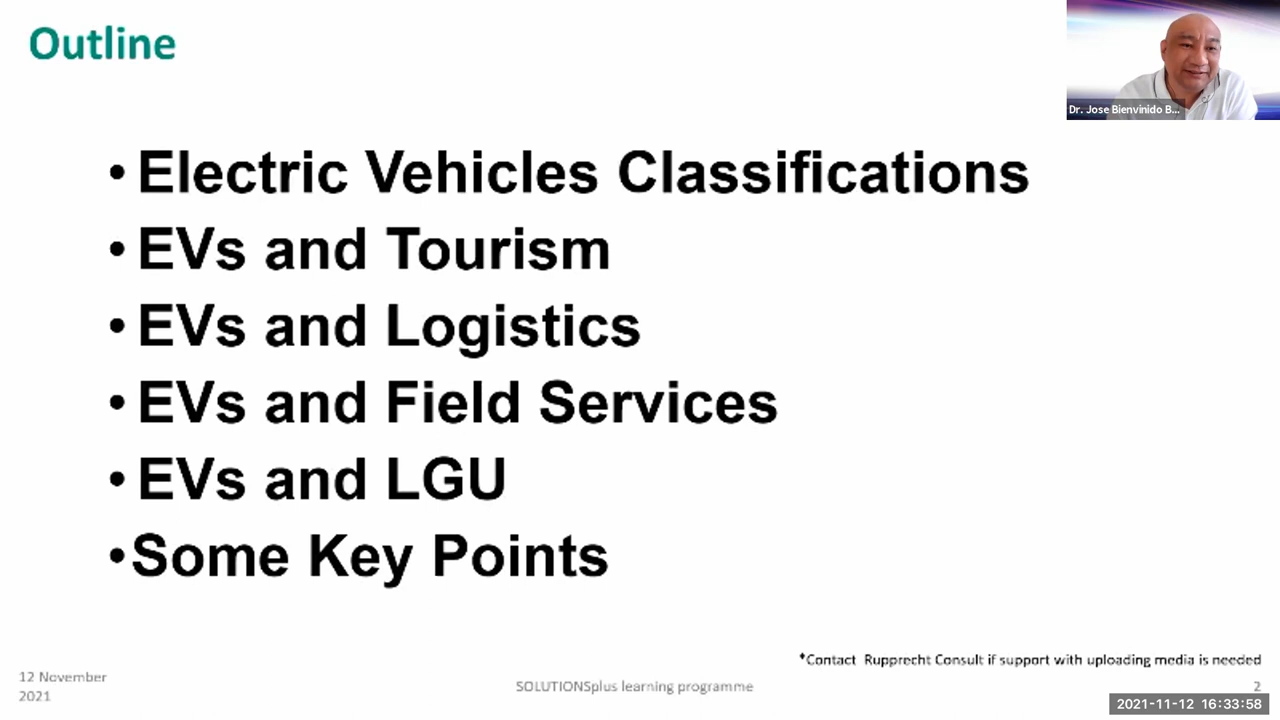 Outline
Dr. Jose Bienvinido B...
• Electric Vehicles Classifications
• EVs and Tourism
• EVs and Logistics
• EVs and Field Services
• EVs and LGU
• Some Key Points
*Contact Rupprecht Consult if support with uploading media is needed
12 November
2021
SOLUTIONSplus learning programme
2
2021-11-12 16:33:58